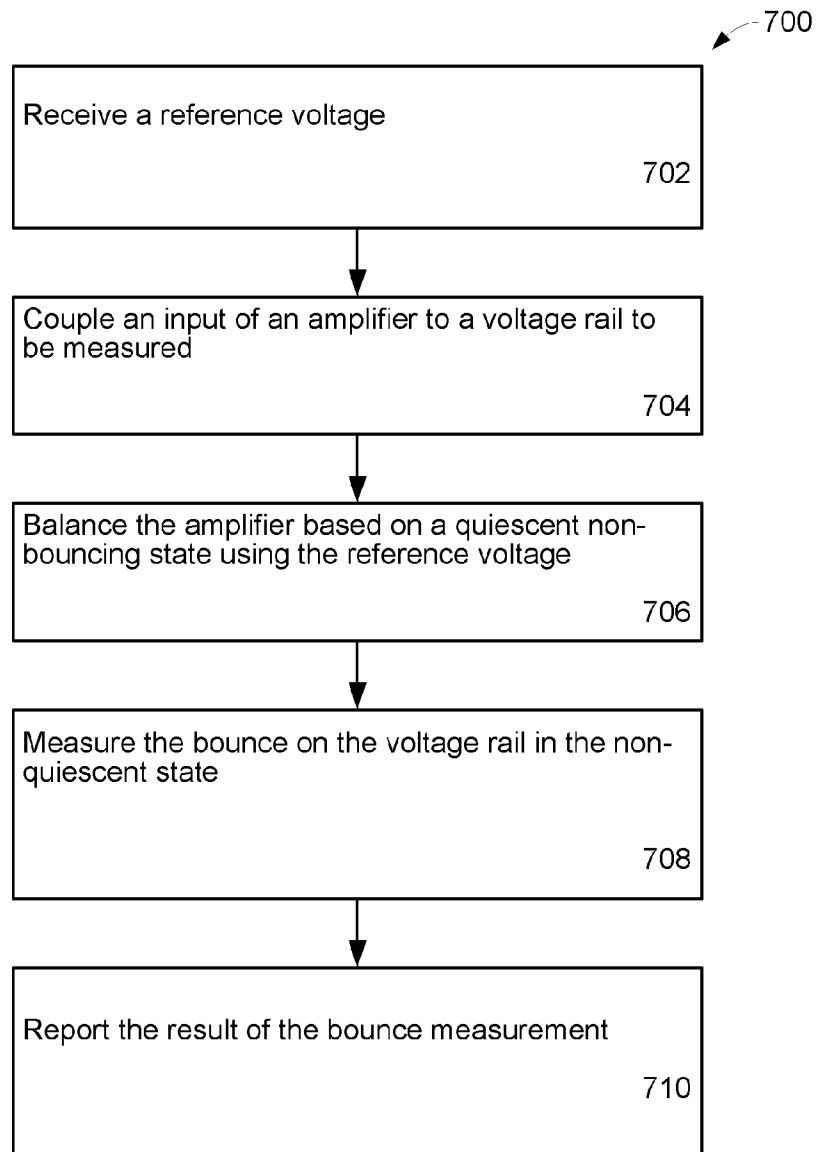 700
Receive a reference voltage
702
Couple an input of an amplifier to a voltage rail to
be measured
704
Balance the amplifier based on a quiescent non-
bouncing state using the reference voltage
706
Measure the bounce on the voltage rail in the non-
quiescent state
708
Report the result of the bounce measurement
710